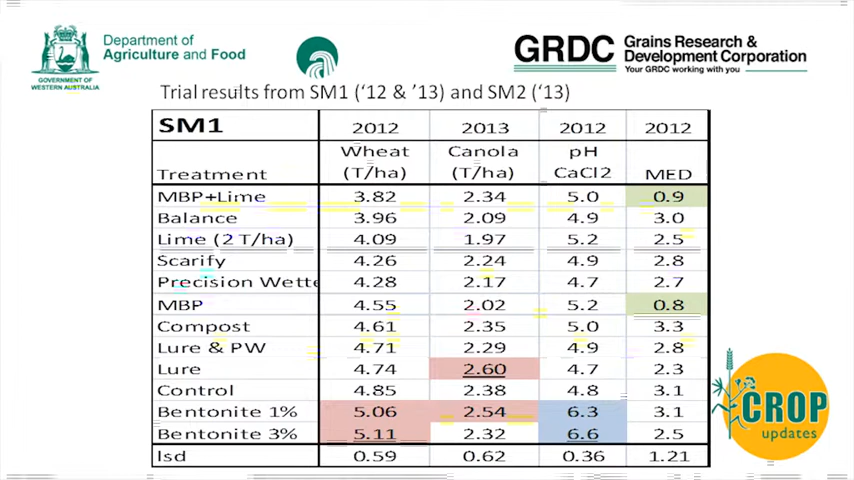 Department of
Agriculture and Food
GOVERNMENT OF
WESTERN AUSTRALIA
GRDC Grains Research &
Development Corporation
Your GRDC working with you
Trial results from SM1 ('12 & '13) and SM2 ('13)
SM1 2012 2013 2012 2012
Treatment Wheat (T/ha) Canola (T/ha) pH CaCl2 MED
MBP+Lime 3.82 2.34 5.0 0.9
Balance 3.96 2.09 4.9 3.0
Lime (2 T/ha) 4.09 1.97 5.2 2.5
Scarify 4.26 2.24 4.9 2.8
Precision Wette 4.28 2.17 4.7 2.7
MBP 4.55 2.02 5.2 0.8
Compost 4.61 2.35 5.0 3.3
Lure & PW 4.71 2.29 4.9 2.8
Lure 4.74 2.60 4.7 2.3
Control 4.85 2.38 4.8 3.1
Bentonite 1% 5.06 2.54 6.3 3.1
Bentonite 3% 5.11 2.32 6.6 2.5
lsd 0.59 0.62 0.36 1.21
CROP
updates